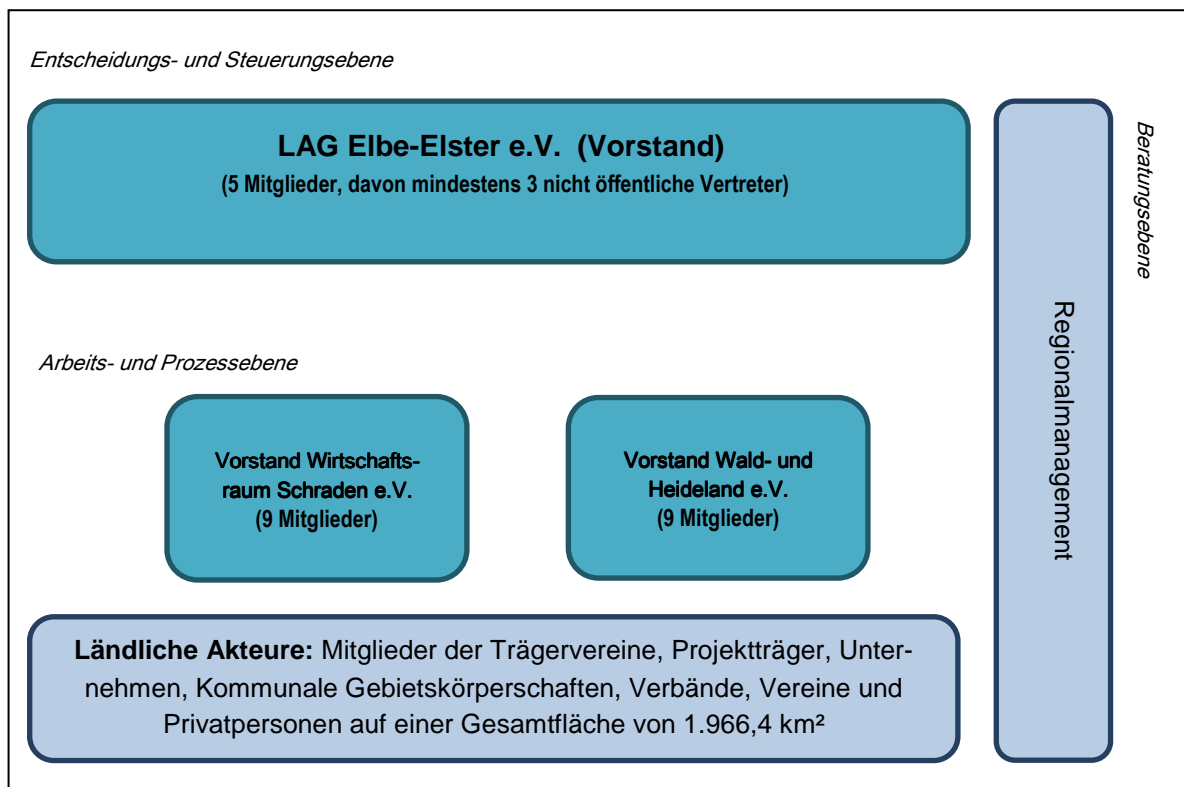 Entscheidungs- und Steuerungsebene
LAG Elbe-Elster e.V. (Vorstand)
(5 Mitglieder, davon mindestens 3 nicht öffentliche Vertreter)
Beratungsebene
Regionalmanagement
Arbeits- und Prozessebene
Vorstand Wirtschafts-
raum Schraden e.V.
(9 Mitglieder)
Vorstand Wald- und
Heideland e.V.
(9 Mitglieder)
Ländliche Akteure: Mitglieder der Trägervereine, Projektträger, Unter-
nehmen, Kommunale Gebietskörperschaften, Verbände, Vereine und
Privatpersonen auf einer Gesamtfläche von 1.966,4 km²